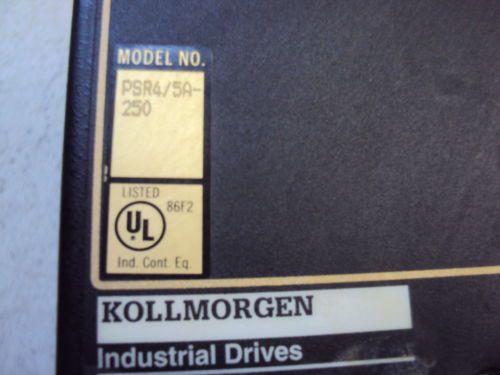 MODEL NO.
PSR4/5A-
250
LISTED
86F2
UL
Ind. Cont. Eq.
KOLLMORGEN
Industrial Drives